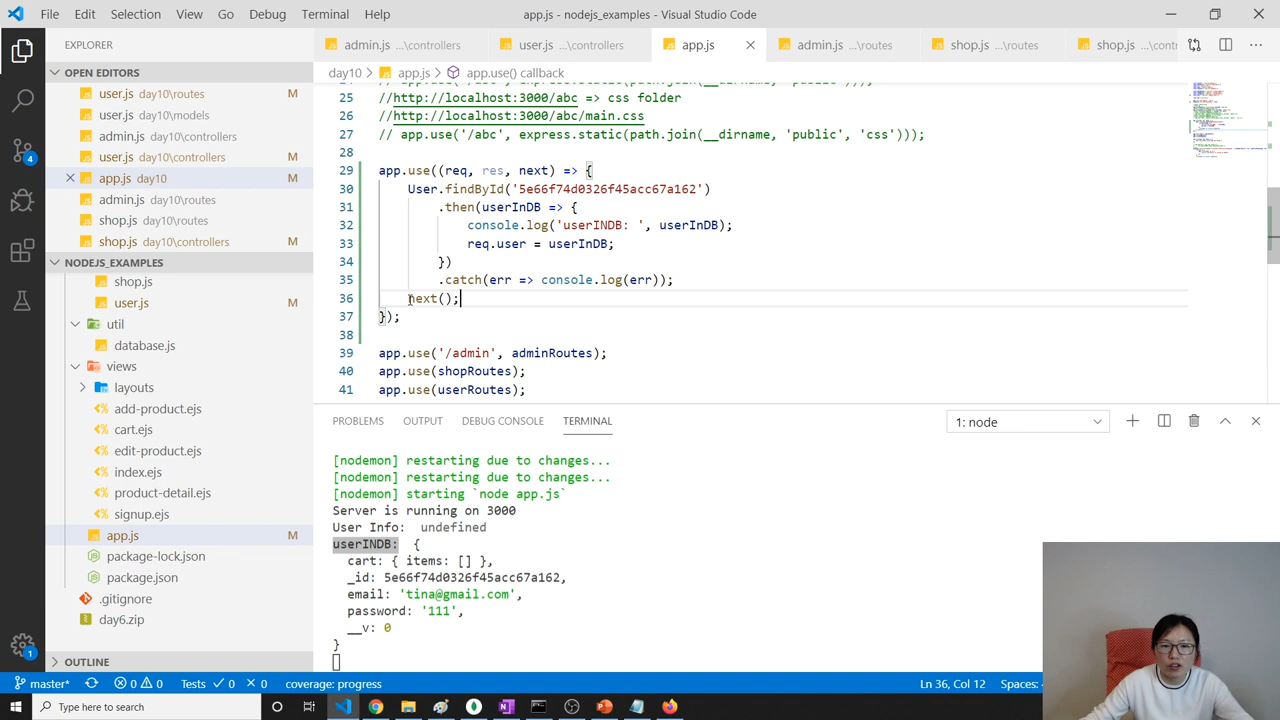 File Edit Selection View Go Debug Terminal Help app.js - nodejs_examples - Visual Studio Code
EXPLORER
admin.js ...\controllers user.js ...\controllers app.js admin.js ...\routes shop.js ...\routes shop.js ...\contr
OPEN EDITORS
user.js day10\routes M
user.js day10\models
admin.js day10\controllers
user.js day10\controllers M
app.js day10 M
admin.js day10\routes
shop.js day10\routes
shop.js day10\controllers M
NODEJS_EXAMPLES
shop.js
user.js M
util
database.js
views
layouts
add-product.ejs
cart.ejs
edit-product.ejs
index.ejs
product-detail.ejs
signup.ejs
app.js M
package-lock.json
package.json
.gitignore
day6.zip
OUTLINE
day10 > app.js > app.use() callback
25 //http://localhost:3000/abc => css folder
26 //http://localhost:3000/abc/main.css
27 // app.use('/abc', express.static(path.join(__dirname, 'public', 'css')));
28
29 app.use((req, res, next) => {
30 User.findById('5e66f74d0326f45acc67a162')
31 .then(userInDB => {
32 console.log('userINDB: ', userInDB);
33 req.user = userInDB;
34 })
35 .catch(err => console.log(err));
36 next();
37 });
38
39 app.use('/admin', adminRoutes);
40 app.use(shopRoutes);
41 app.use(userRoutes);
PROBLEMS OUTPUT DEBUG CONSOLE TERMINAL 1: node
[nodemon] restarting due to changes...
[nodemon] restarting due to changes...
[nodemon] starting `node app.js`
Server is running on 3000
User Info: undefined
userINDB: {
cart: { items: [] },
_id: 5e66f74d0326f45acc67a162,
email: 'tina@gmail.com',
password: '111',
__v: 0
}
master* 0 0 Tests 0 0 coverage: progress Ln 36, Col 12 Spaces:
Type here to search